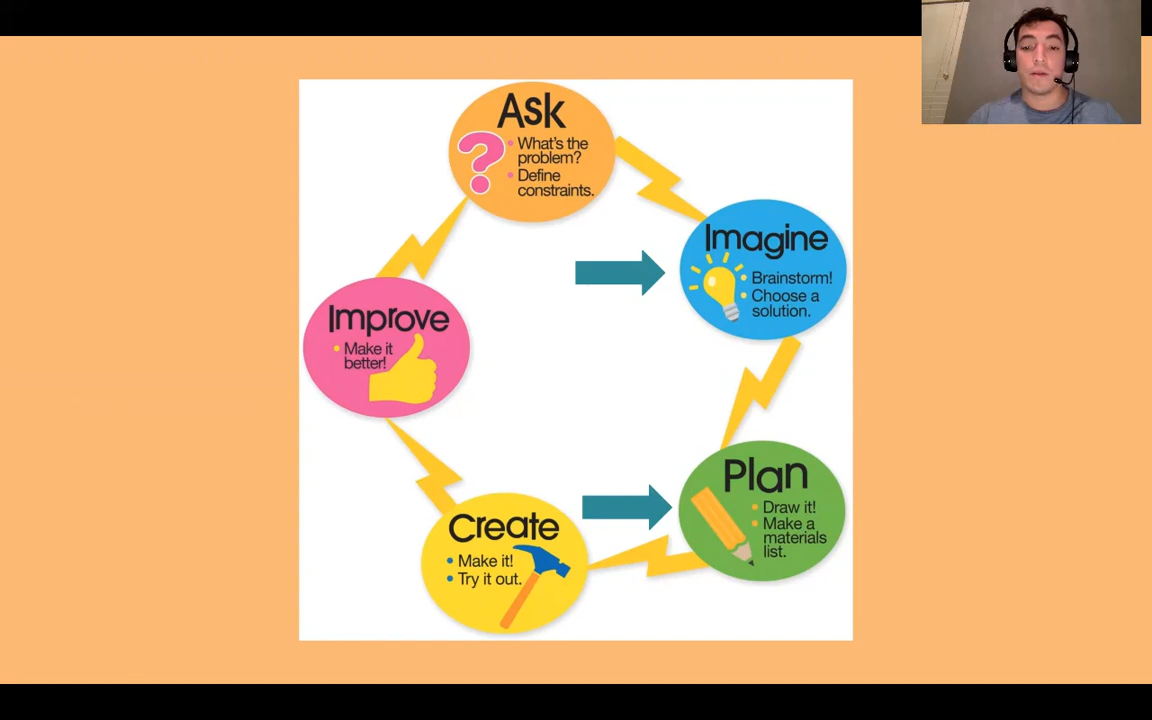 Ask
What's the
problem?
Define
constraints.
Imagine
Brainstorm!
Choose a
solution.
Plan
Draw it!
Make a
materials
list.
Create
Make it!
Try it out.
Improve
Make it
better!